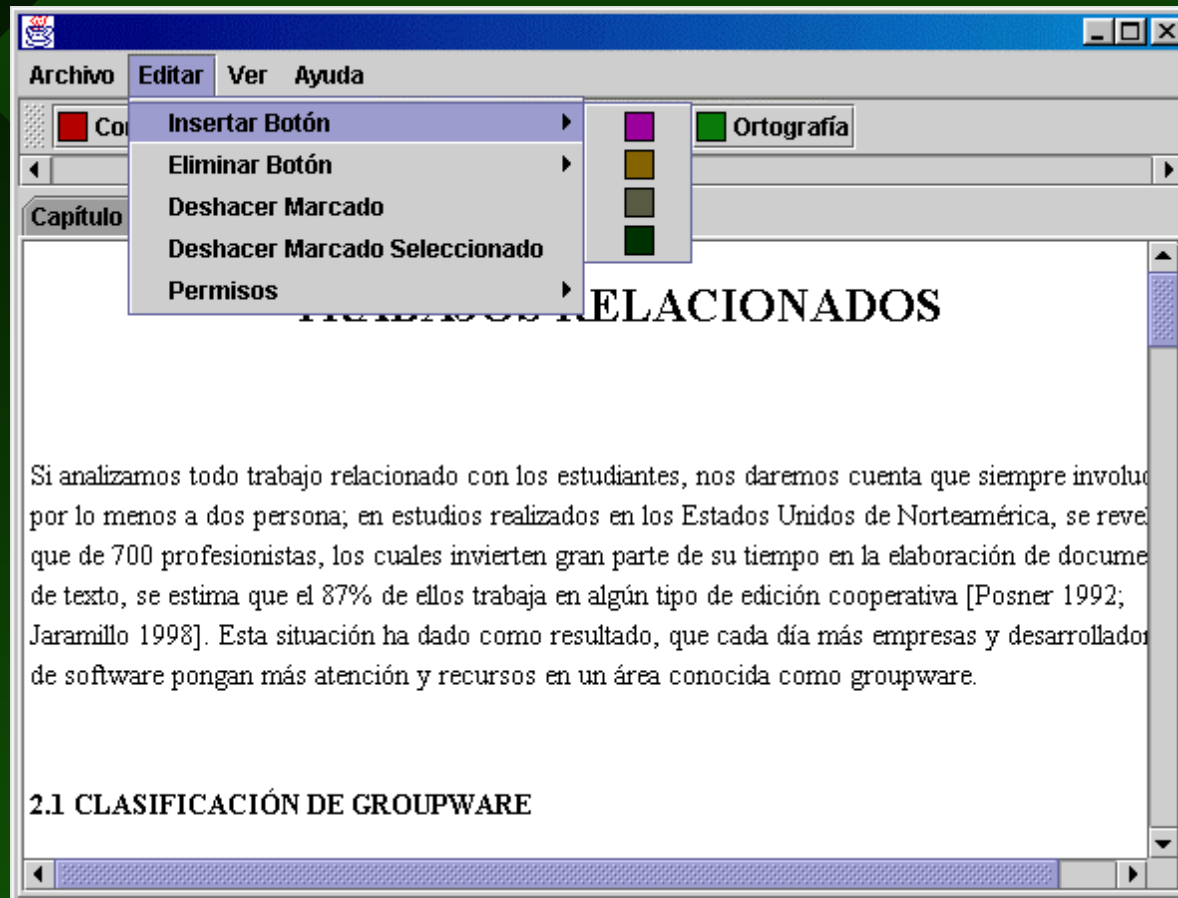 Archivo Editar Ver Ayuda
Ortografía
Insertar Botón
Eliminar Botón
Deshacer Marcado
Deshacer Marcado Seleccionado
Permisos
Capítulo
TRABAJOS RELACIONADOS
Si analizamos todo trabajo relacionado con los estudiantes, nos daremos cuenta que siempre involuc
por lo menos a dos persona; en estudios realizados en los Estados Unidos de Norteamérica, se reve
que de 700 profesionistas, los cuales invierten gran parte de su tiempo en la elaboración de docume
de texto, se estima que el 87% de ellos trabaja en algún tipo de edición cooperativa [Posner 1992;
Jaramillo 1998]. Esta situación ha dado como resultado, que cada día más empresas y desarrollador
de software pongan más atención y recursos en un área conocida como groupware.
2.1 CLASIFICACIÓN DE GROUPWARE